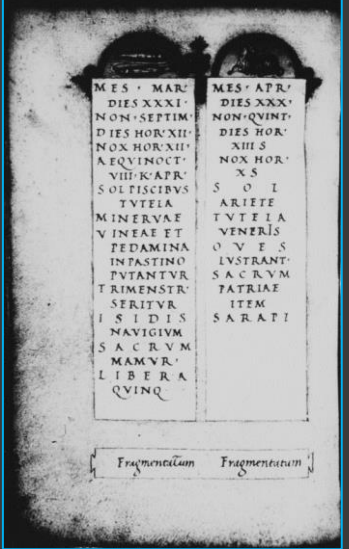 MES · MAR·
DIES XXXI·
NON·SEPTIM·
DIES HOR·XII·
NOX HOR·XII·
AEQVINOCT·
VIII·K·APR·
SOL PISCIBVS
TVTELA
MINERVAE
VINEAE ET
PEDAMINA
IN PASTINO
PVTANTVR
TRIMENSTR·
SERITVR
ISIDIS
NAVIGIVM
SACRVM
MAMVR·
LIBERA
QVINQ
MES · APR·
DIES XXX·
NON·QVINT·
DIES HOR·
XIII S
NOX HOR·
X S
SOL
ARIETE
TVTELA
VENERIS
OVES
LVSTRANT·
SACRVM
PATRIAE
ITEM
SARAPI
Fragmentatum Fragmentatum